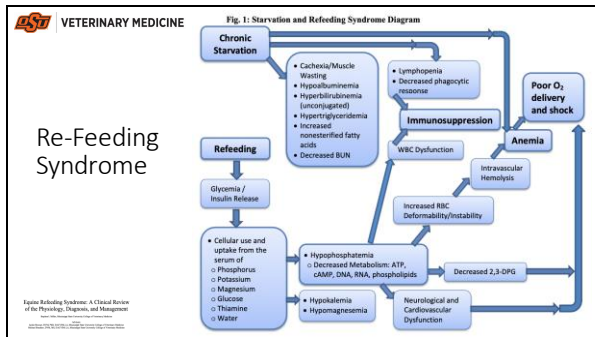 OSU VETERINARY MEDICINE
Re-Feeding
Syndrome
Equine Refeeding Syndrome: A Clinical Review
of the Physiology, Diagnosis, and Management
Fig. 1: Starvation and Refeeding Syndrome Diagram
Chronic
Starvation
• Cachexia/Muscle
Wasting
• Hypoalbuminemia
• Hyperbilirubinemia
(unconjugated)
• Hypertriglyceridemia
• Increased
nonesterified fatty
acids
• Decreased BUN
• Lymphopenia
• Decreased phagocytic
response
Immunosuppression
WBC Dysfunction
Poor O₂
delivery
and shock
Anemia
Intravascular
Hemolysis
Increased RBC
Deformability/Instability
Refeeding
Glycemia /
Insulin Release
• Cellular use and
uptake from the
serum of
o Phosphorus
o Potassium
o Magnesium
o Glucose
o Thiamine
o Water
• Hypophosphatemia
o Decreased Metabolism: ATP,
cAMP, DNA, RNA, phospholipids
Decreased 2,3-DPG
• Hypokalemia
• Hypomagnesemia
Neurological and
Cardiovascular
Dysfunction